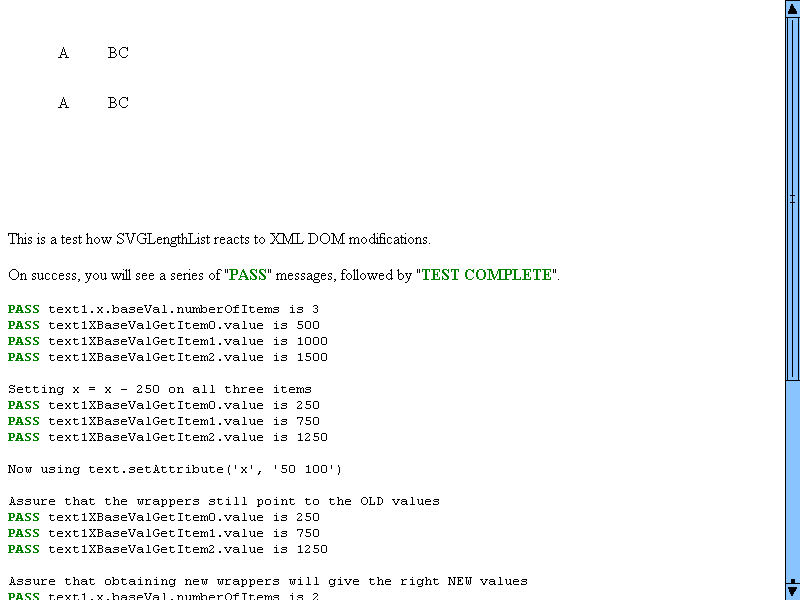 A BC
A BC
This is a test how SVGLengthList reacts to XML DOM modifications.
On success, you will see a series of "PASS" messages, followed by "TEST COMPLETE".
PASS text1.x.baseVal.numberOfItems is 3
PASS text1XBaseValGetItem0.value is 500
PASS text1XBaseValGetItem1.value is 1000
PASS text1XBaseValGetItem2.value is 1500
Setting x = x - 250 on all three items
PASS text1XBaseValGetItem0.value is 250
PASS text1XBaseValGetItem1.value is 750
PASS text1XBaseValGetItem2.value is 1250
Now using text.setAttribute('x', '50 100')
Assure that the wrappers still point to the OLD values
PASS text1XBaseValGetItem0.value is 250
PASS text1XBaseValGetItem1.value is 750
PASS text1XBaseValGetItem2.value is 1250
Assure that obtaining new wrappers will give the right NEW values
PASS text1.x.baseVal.numberOfItems is 2